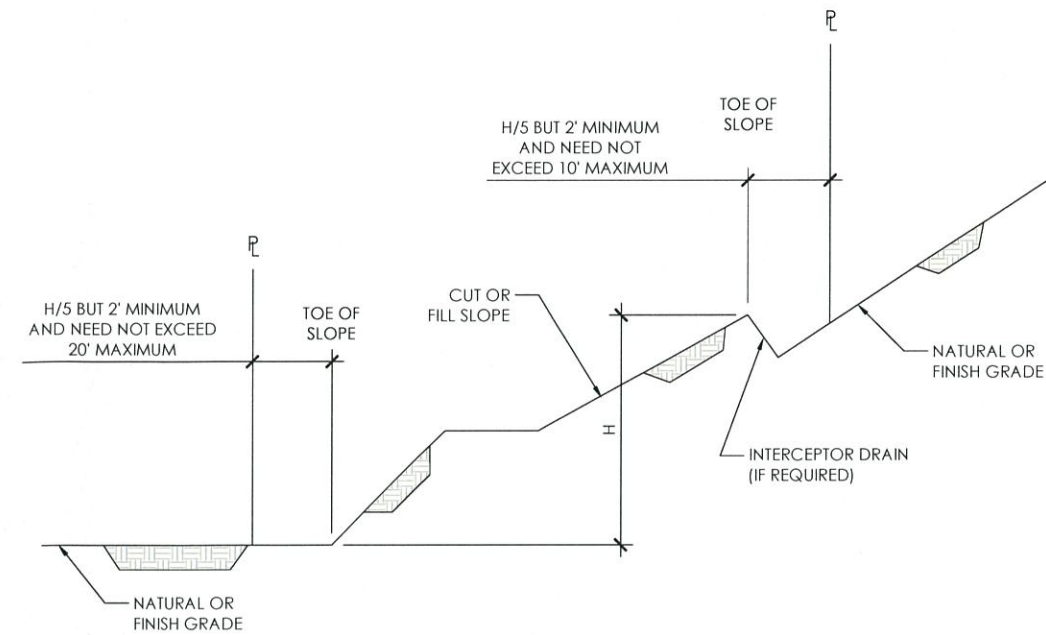 ℄
TOE OF
SLOPE
H/5 BUT 2' MINIMUM
AND NEED NOT
EXCEED 10' MAXIMUM
℄
H/5 BUT 2' MINIMUM
AND NEED NOT EXCEED
20' MAXIMUM
TOE OF
SLOPE
CUT OR
FILL SLOPE
H
NATURAL OR
FINISH GRADE
INTERCEPTOR DRAIN
(IF REQUIRED)
NATURAL OR
FINISH GRADE